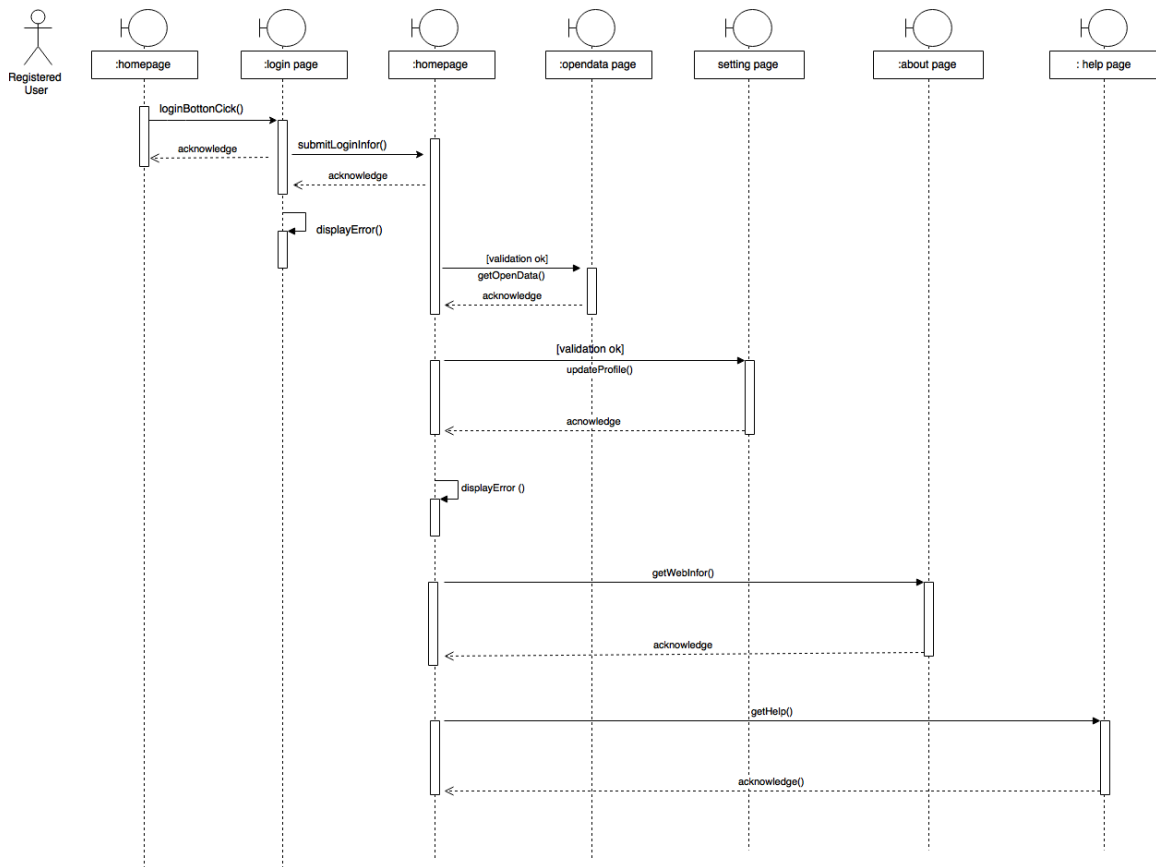 Registered
User
:homepage
:login page
:homepage
:opendata page
setting page
:about page
: help page
loginBottonCick()
acknowledge
submitLoginInfor()
acknowledge
displayError()
[validation ok]
getOpenData()
acknowledge
[validation ok]
updateProfile()
acnowledge
displayError ()
getWebInfor()
acknowledge
getHelp()
acknowledge()